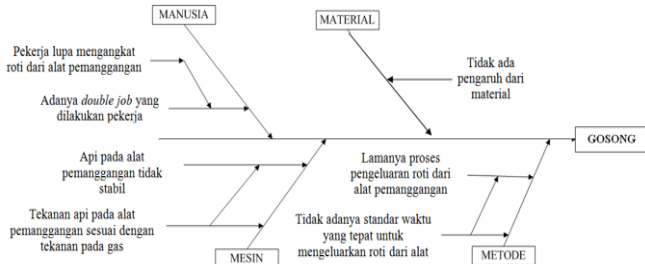 MANUSIA
MATERIAL
Pekerja lupa mengangkat
roti dari alat pemanggangan
Tidak ada
pengaruh dari
material
Adanya double job yang
dilakukan pekerja
GOSONG
Api pada alat
pemanggangan tidak
stabil
Lamanya proses
pengeluaran roti dari
alat pemanggangan
Tekanan api pada alat
pemanggangan sesuai dengan
tekanan pada gas
Tidak adanya standar waktu
yang tepat untuk
mengeluarkan roti dari alat
MESIN
METODE